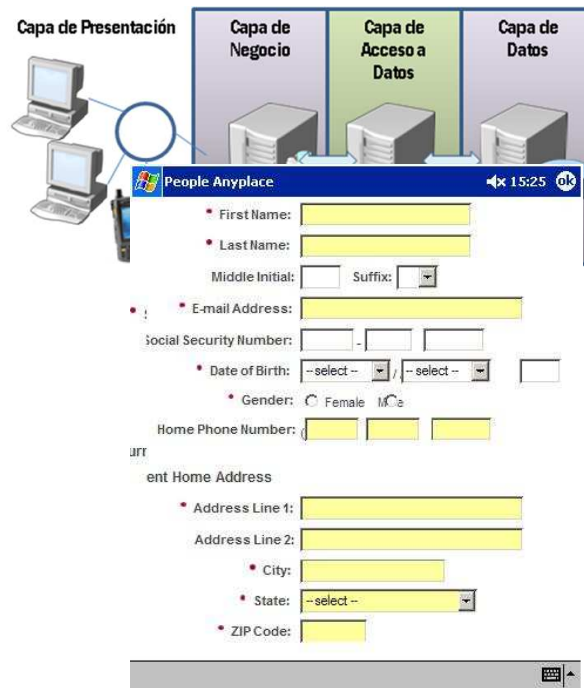 Capa de Presentación
Capa de
Negocio
Capa de
Acceso a
Datos
Capa de
Datos
People Anyplace 15:25 ok
* First Name:
* Last Name:
Middle Initial: Suffix:
* E-mail Address:
Social Security Number: -
* Date of Birth: -- select -- / -- select --
* Gender: Female
Home Phone Number: (
urr
ent Home Address
* Address Line 1:
Address Line 2:
* City:
* State: -- select --
* ZIP Code: